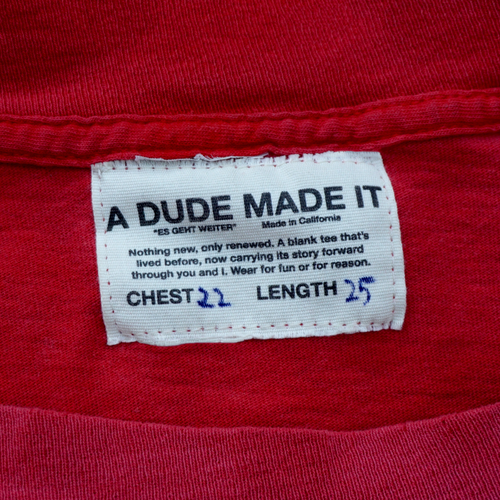 A DUDE MADE IT
"ES GEHT WEITER" Made in California
Nothing new, only renewed. A blank tee that's
lived before, now carrying its story forward
through you and I. Wear for fun or for reason.
CHEST 22 LENGTH 25